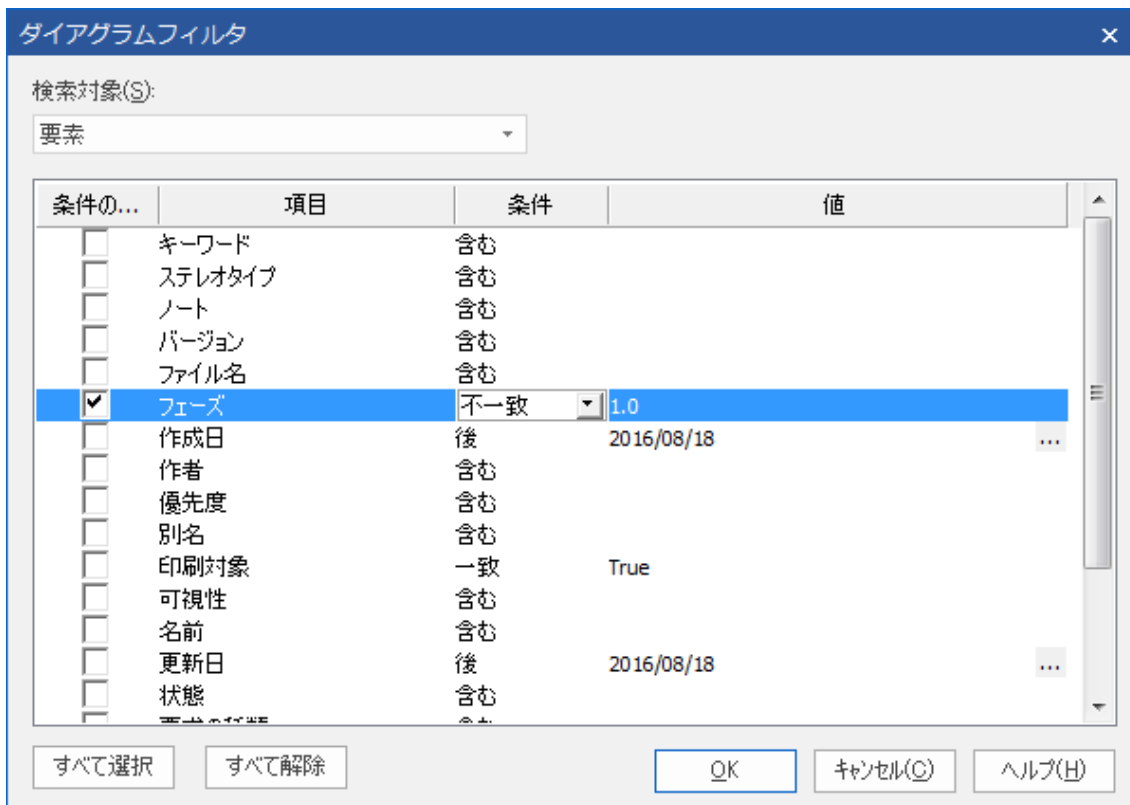 ダイアグラムフィルタ
検索対象(S):
要素
条件の... 項目 条件 値
キーワード 含む
ステレオタイプ 含む
ノート 含む
バージョン 含む
ファイル名 含む
フェーズ 不一致 1.0
作成日 後 2016/08/18 ...
作者 含む
優先度 含む
別名 含む
印刷対象 一致 True
可視性 含む
名前 含む
更新日 後 2016/08/18 ...
状態 含む
すべて選択 すべて解除 OK キャンセル(C) ヘルプ(H)